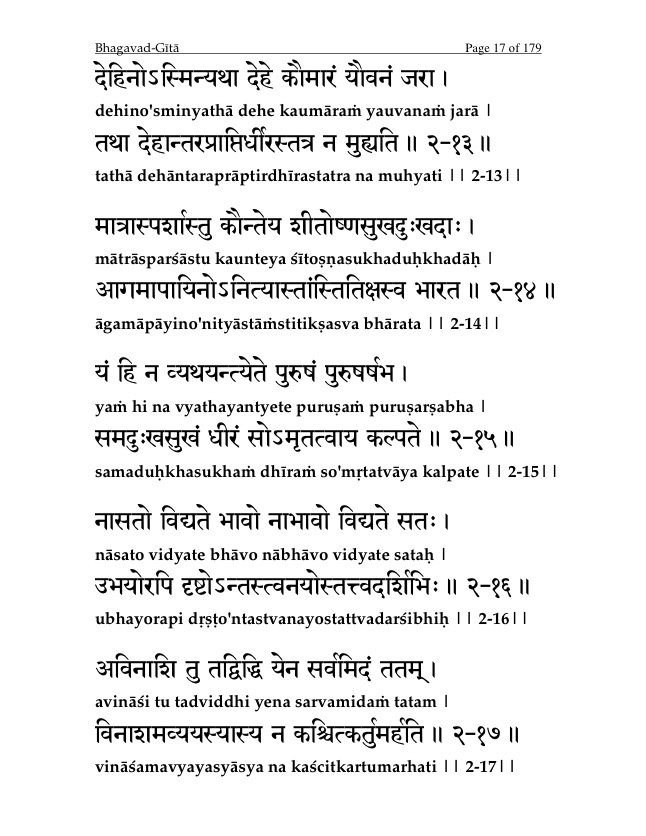 Bhagavad-Gītā Page 17 of 179
देहिनोऽस्मिन्यथा देहे कौमारं यौवनं जरा ।
dehino'sminyathā dehe kaumāraṁ yauvanaṁ jarā |
तथा देहान्तरप्राप्तिर्धीरस्तत्र न मुह्यति ॥ २-१३ ॥
tathā dehāntaraprāptirdhīrastatra na muhyati || 2-13||
मात्रास्पर्शास्तु कौन्तेय शीतोष्णसुखदुःखदाः ।
mātrāsparśāstu kaunteya śītoṣṇasukhaduḥkhadāḥ |
आगमापायिनोऽनित्यास्तांस्तितिक्षस्व भारत ॥ २-१४ ॥
āgamāpāyino'nityāstāṁstitikṣasva bhārata || 2-14||
यं हि न व्यथयन्त्येते पुरुषं पुरुषर्षभ ।
yaṁ hi na vyathayantyete puruṣaṁ puruṣarṣabha |
समदुःखसुखं धीरं सोऽमृतत्वाय कल्पते ॥ २-१५ ॥
samaduḥkhasukhaṁ dhīraṁ so'mṛtatvāya kalpate || 2-15||
नासतो विद्यते भावो नाभावो विद्यते सतः ।
nāsato vidyate bhāvo nābhāvo vidyate sataḥ |
उभयोरपि दृष्टोऽन्तस्त्वनयोस्तत्त्वदर्शिभिः ॥ २-१६ ॥
ubhayorapi dṛṣṭo'ntastvanayostattvadarśibhiḥ || 2-16||
अविनाशि तु तद्विद्धि येन सर्वमिदं ततम् ।
avināśi tu tadviddhi yena sarvamidaṁ tatam |
विनाशमव्ययस्यास्य न कश्चित्कर्तुमर्हति ॥ २-१७ ॥
vināśamavyayasyāsya na kaścitkartumarhati || 2-17||